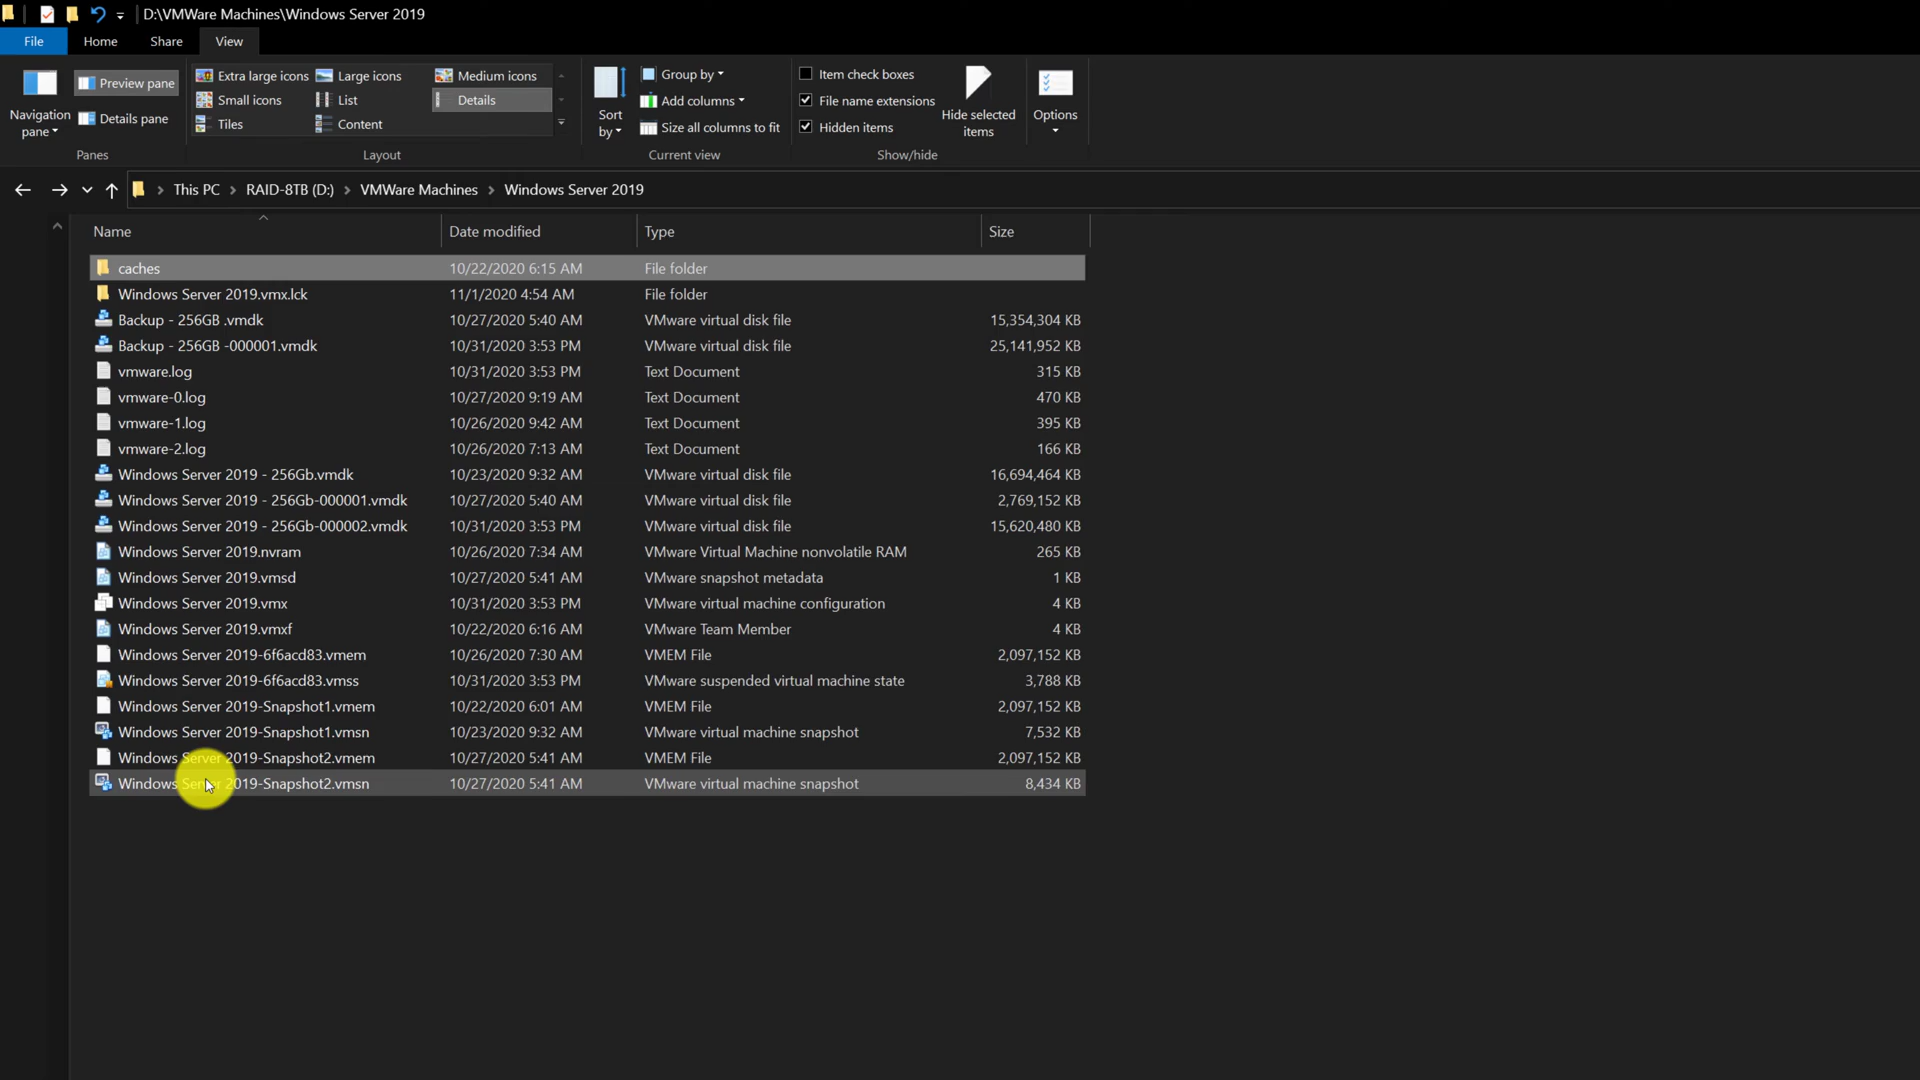 D:\VMWare Machines\Windows Server 2019
File Home Share View
Navigation pane
Preview pane
Details pane
Panes
Extra large icons Large icons Medium icons
Small icons List Details
Tiles Content
Layout
Sort by
Group by
Add columns
Size all columns to fit
Current view
Item check boxes
File name extensions
Hidden items
Hide selected items
Show/hide
Options
This PC RAID-8TB (D:) VMWare Machines Windows Server 2019
Name Date modified Type Size
caches 10/22/2020 6:15 AM File folder
Windows Server 2019.vmx.lck 11/1/2020 4:54 AM File folder
Backup - 256GB .vmdk 10/27/2020 5:40 AM VMware virtual disk file 15,354,304 KB
Backup - 256GB -000001.vmdk 10/31/2020 3:53 PM VMware virtual disk file 25,141,952 KB
vmware.log 10/31/2020 3:53 PM Text Document 315 KB
vmware-0.log 10/27/2020 9:19 AM Text Document 470 KB
vmware-1.log 10/26/2020 9:42 AM Text Document 395 KB
vmware-2.log 10/26/2020 7:13 AM Text Document 166 KB
Windows Server 2019 - 256Gb.vmdk 10/23/2020 9:32 AM VMware virtual disk file 16,694,464 KB
Windows Server 2019 - 256Gb-000001.vmdk 10/27/2020 5:40 AM VMware virtual disk file 2,769,152 KB
Windows Server 2019 - 256Gb-000002.vmdk 10/31/2020 3:53 PM VMware virtual disk file 15,620,480 KB
Windows Server 2019.nvram 10/26/2020 7:34 AM VMware Virtual Machine nonvolatile RAM 265 KB
Windows Server 2019.vmsd 10/27/2020 5:41 AM VMware snapshot metadata 1 KB
Windows Server 2019.vmx 10/31/2020 3:53 PM VMware virtual machine configuration 4 KB
Windows Server 2019.vmxf 10/22/2020 6:16 AM VMware Team Member 4 KB
Windows Server 2019-6f6acd83.vmem 10/26/2020 7:30 AM VMEM File 2,097,152 KB
Windows Server 2019-6f6acd83.vmss 10/31/2020 3:53 PM VMware suspended virtual machine state 3,788 KB
Windows Server 2019-Snapshot1.vmem 10/22/2020 6:01 AM VMEM File 2,097,152 KB
Windows Server 2019-Snapshot1.vmsn 10/23/2020 9:32 AM VMware virtual machine snapshot 7,532 KB
Windows Server 2019-Snapshot2.vmem 10/27/2020 5:41 AM VMEM File 2,097,152 KB
Windows Server 2019-Snapshot2.vmsn 10/27/2020 5:41 AM VMware virtual machine snapshot 8,434 KB